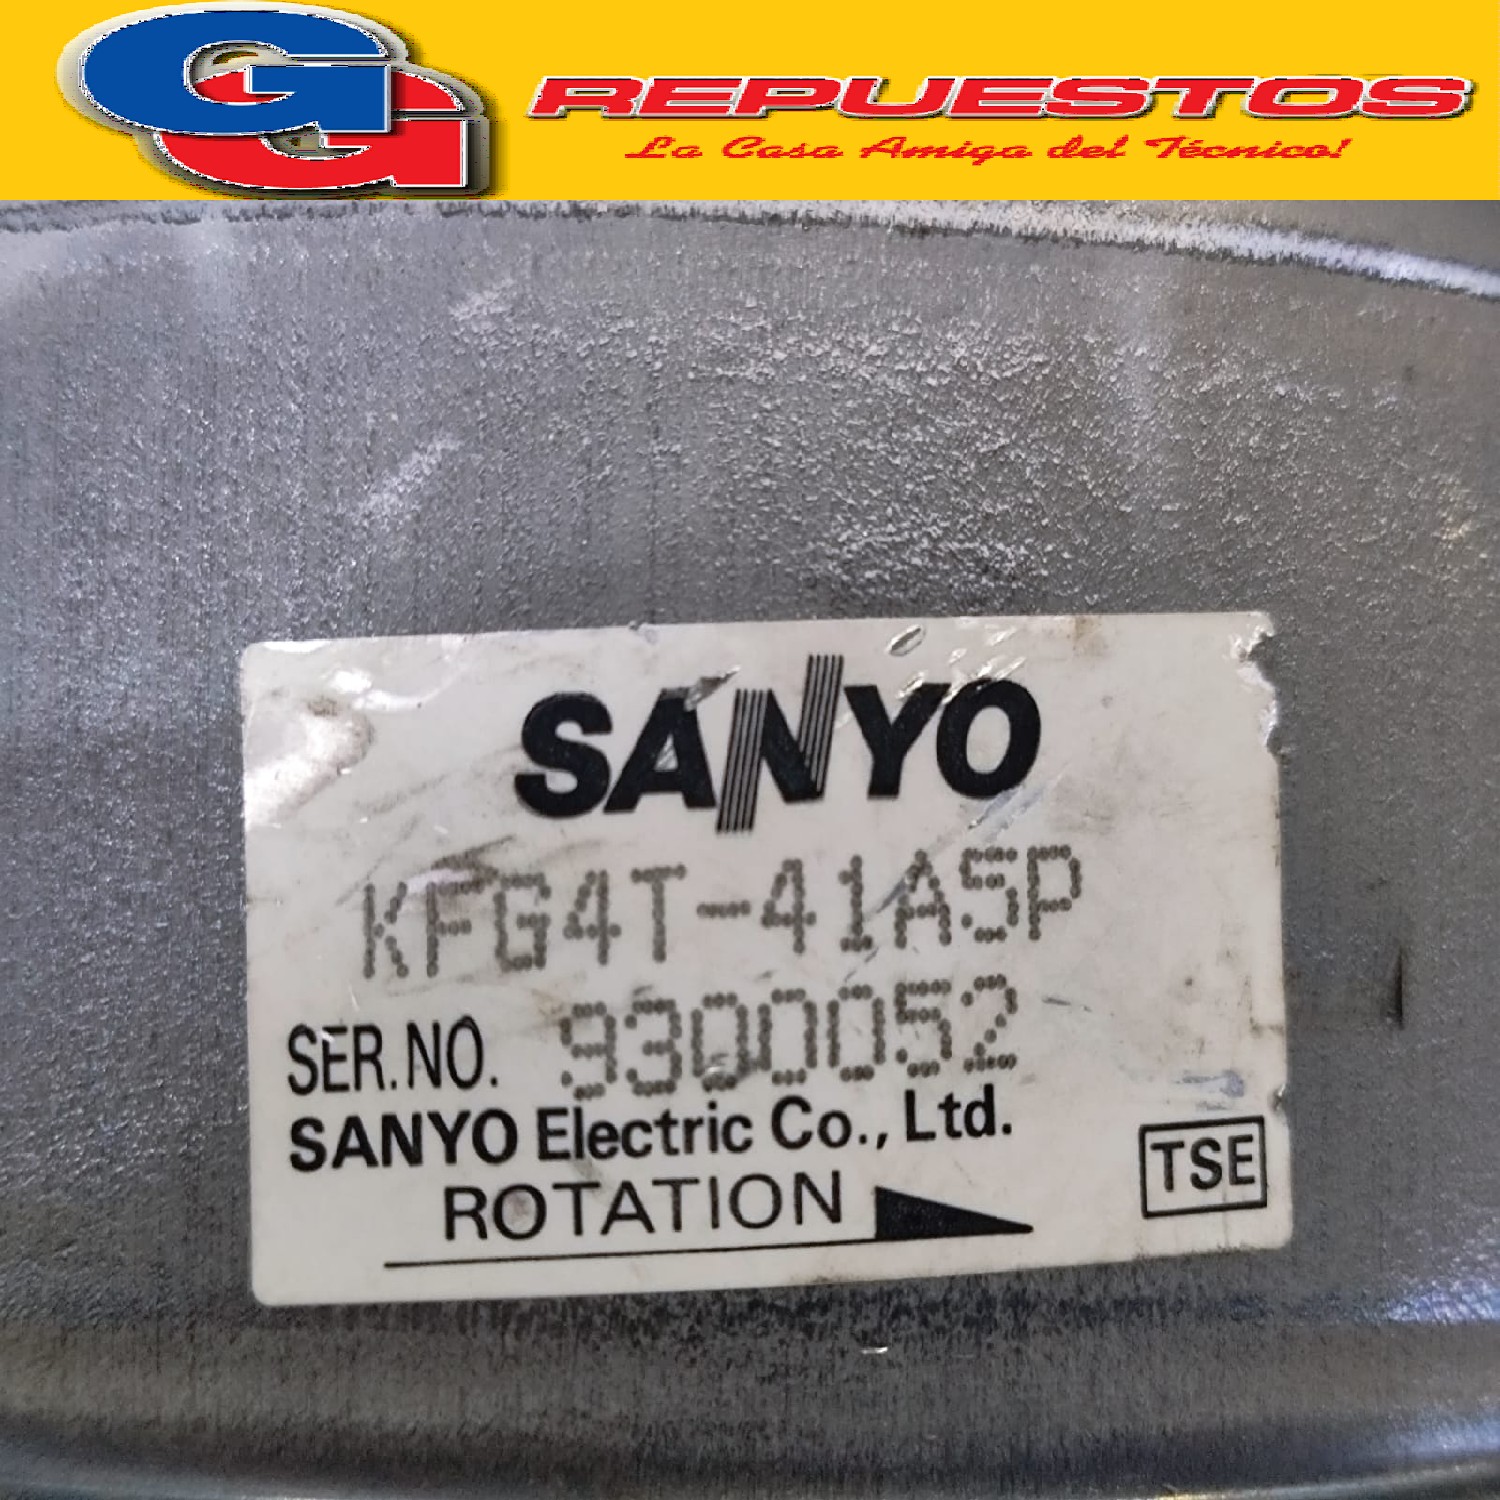 GG
REPUESTOS
La Casa Amiga del Técnico!
SANYO
KFG4T-41A5P
SER.NO. 9300052
SANYO Electric Co., Ltd.
ROTATION
TSE